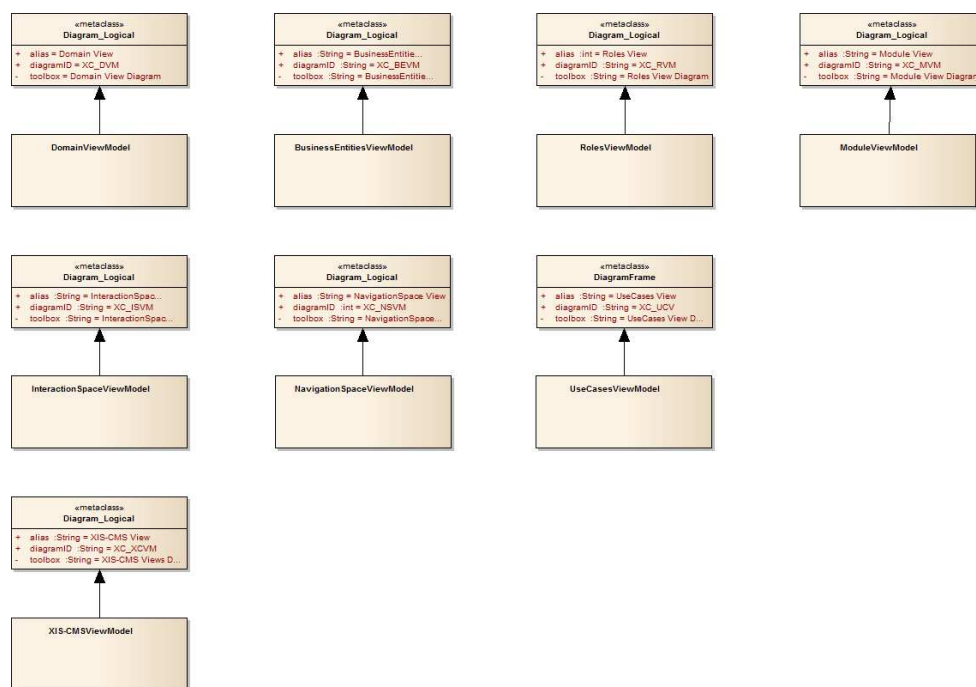 «metaclass»
Diagram_Logical
+ alias = Domain View
+ diagramID = XC_DVM
- toolbox = Domain View Diagram
DomainViewModel
«metaclass»
Diagram_Logical
+ alias :String = BusinessEntitie...
+ diagramID :String = XC_BEVM
- toolbox :String = BusinessEntitie...
BusinessEntitiesViewModel
«metaclass»
Diagram_Logical
+ alias :int = Roles View
+ diagramID :String = XC_RVM
- toolbox :String = Roles View Diagram
RolesViewModel
«metaclass»
Diagram_Logical
+ alias :String = Module View
+ diagramID :String = XC_MVM
- toolbox :String = Module View Diagram
ModuleViewModel
«metaclass»
Diagram_Logical
+ alias :String = InteractionSpac...
+ diagramID :String = XC_ISVM
- toolbox :String = InteractionSpac...
InteractionSpaceViewModel
«metaclass»
Diagram_Logical
+ alias :String = NavigationSpace View
+ diagramID :int = XC_NSVM
- toolbox :String = NavigationSpace...
NavigationSpaceViewModel
«metaclass»
DiagramFrame
+ alias :String = UseCases View
+ diagramID :String = XC_UCV
- toolbox :String = UseCases View D...
UseCasesViewModel
«metaclass»
Diagram_Logical
+ alias :String = XIS-CMS View
+ diagramID :String = XC_XCVM
- toolbox :String = XIS-CMS Views D...
XIS-CMSViewModel